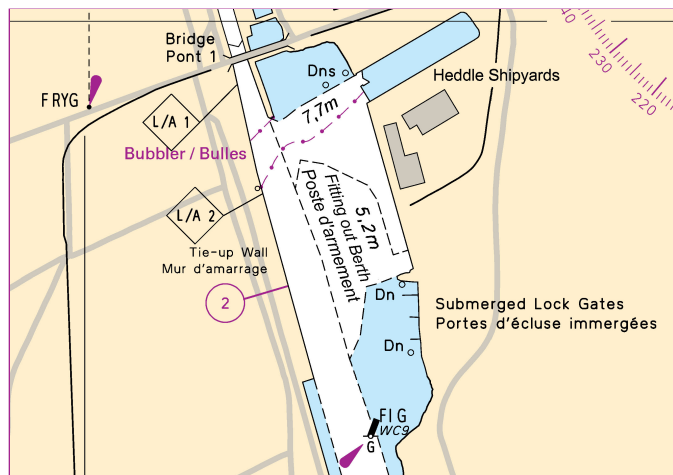 Bridge
Pont 1
Dns
Heddle Shipyards
40
230
220
F RYG
L/A 1
7,7m
Bubbler / Bulles
L/A 2
5,2m
Fitting out Berth
Poste d'armement
Tie-up Wall
Mur d'amarrage
2
Dn
Submerged Lock Gates
Portes d'écluse immergées
Dn
Fl G
WC9
G